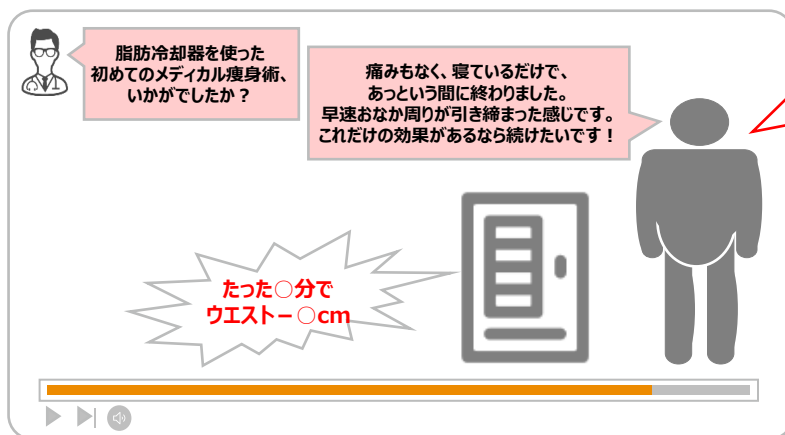 脂肪冷却器を使った
初めてのメディカル痩身術、
いかがでしたか？
痛みもなく、寝ているだけで、
あっという間に終わりました。
早速おなか周りが引き締まった感じです。
これだけの効果があるなら続けたいです！
たった○分で
ウエスト－○cm